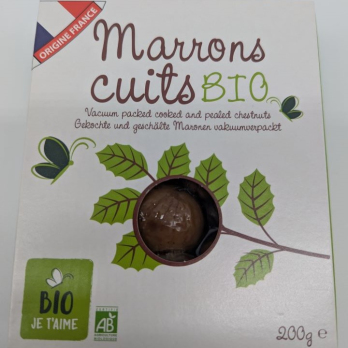 ORIGINE FRANCE
Marrons
cuits BIO
Vacuum packed cooked and pealed chestnuts
Gekochte und geschälte Maronen vakuumverpackt
BIO
JE T'AIME
AB
200g e